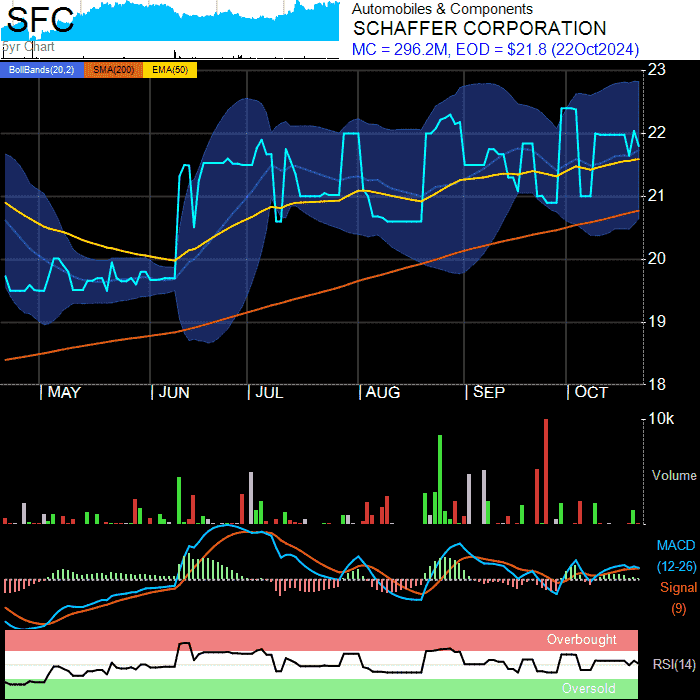 SFC
5yr Chart
Automobiles & Components
SCHAFFER CORPORATION
MC = 296.2M, EOD = $21.8 (22Oct2024)
BollBands(20,2) SMA(200) EMA(50)
23
22
21
20
19
18
MAY JUN JUL AUG SEP OCT
10k
Volume
MACD
(12-26)
Signal
(9)
Overbought
RSI(14)
Oversold